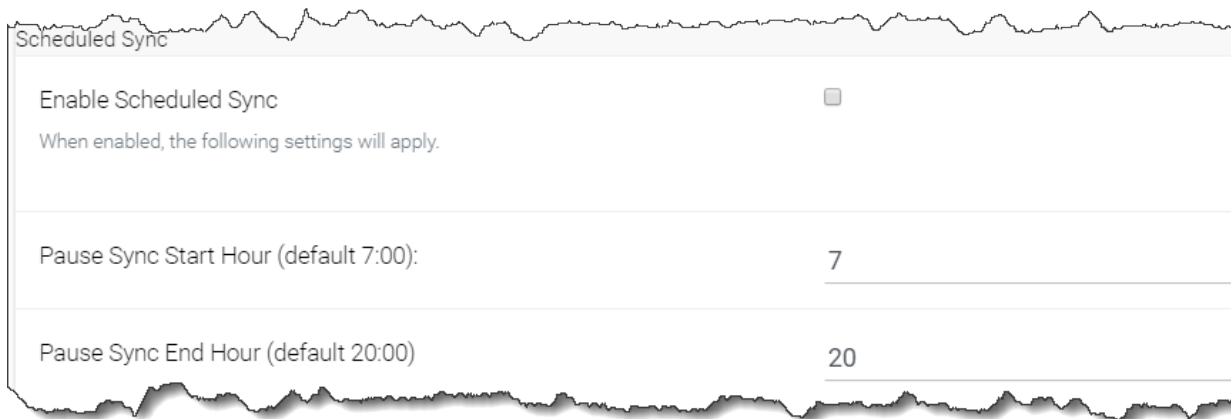 Scheduled Sync
Enable Scheduled Sync
When enabled, the following settings will apply.
Pause Sync Start Hour (default 7:00):
7
Pause Sync End Hour (default 20:00)
20